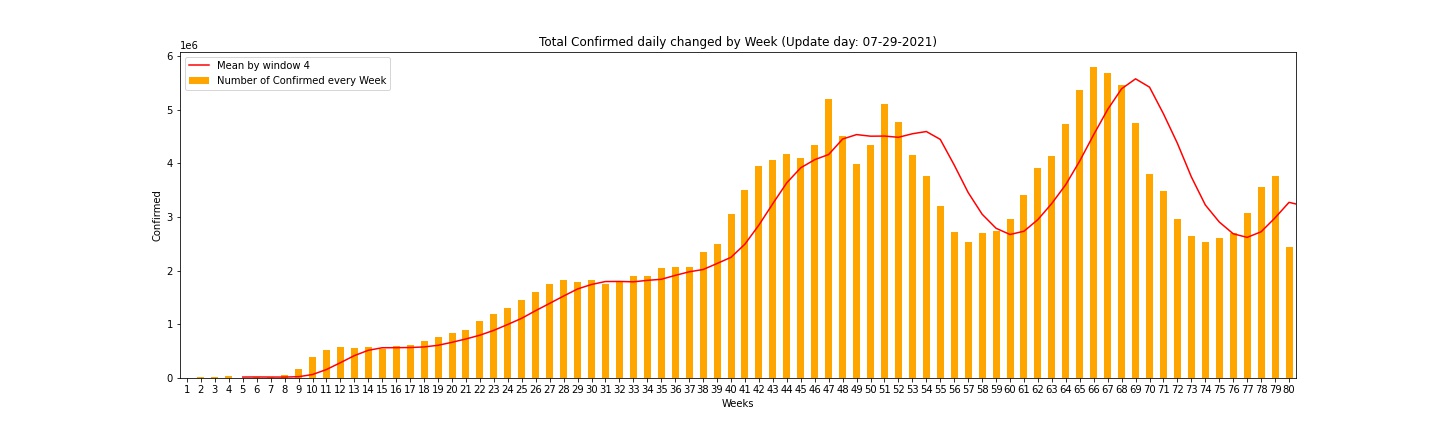 Total Confirmed daily changed by Week (Update day: 07-29-2021)
1e6
Mean by window 4
Number of Confirmed every Week
6
5
4
3
2
1
0
Confirmed
1 2 3 4 5 6 7 8 9 10 11 12 13 14 15 16 17 18 19 20 21 22 23 24 25 26 27 28 29 30 31 32 33 34 35 36 37 38 39 40 41 42 43 44 45 46 47 48 49 50 51 52 53 54 55 56 57 58 59 60 61 62 63 64 65 66 67 68 69 70 71 72 73 74 75 76 77 78 79 80
Weeks